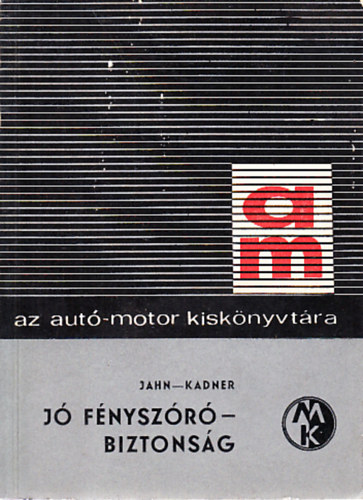 am
az autó-motor kiskönyvtára
JAHN—KADNER
JÓ FÉNYSZÓRÓ—
BIZTONSÁG
MK